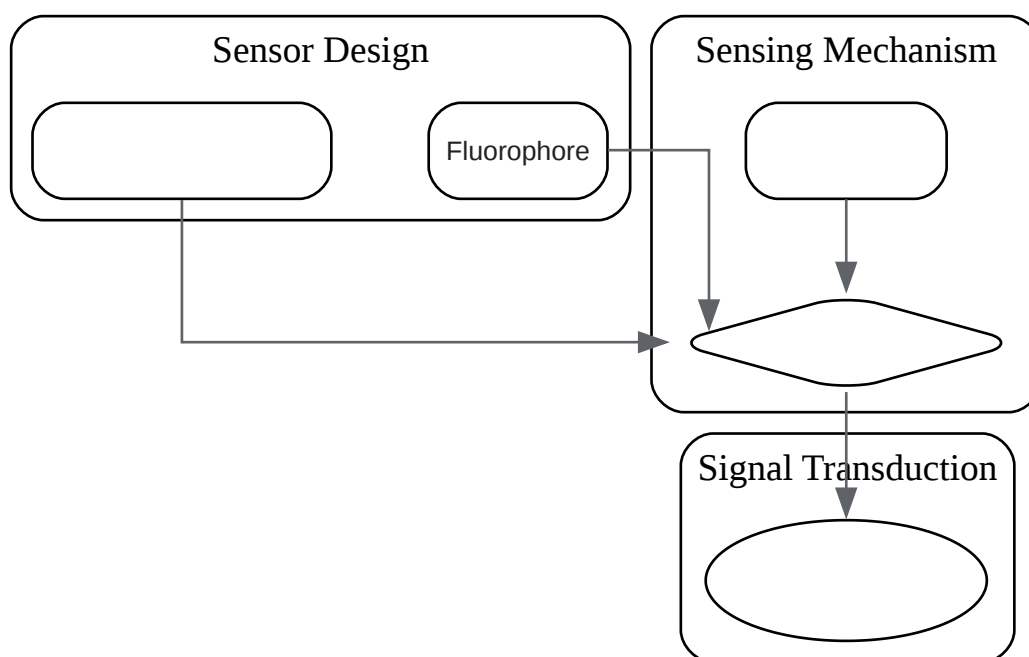 Sensor Design
Sensing Mechanism
Fluorophore
Signal Transduction